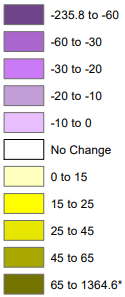 -235.8 to -60
-60 to -30
-30 to -20
-20 to -10
-10 to 0
No Change
0 to 15
15 to 25
25 to 45
45 to 65
65 to 1364.6*